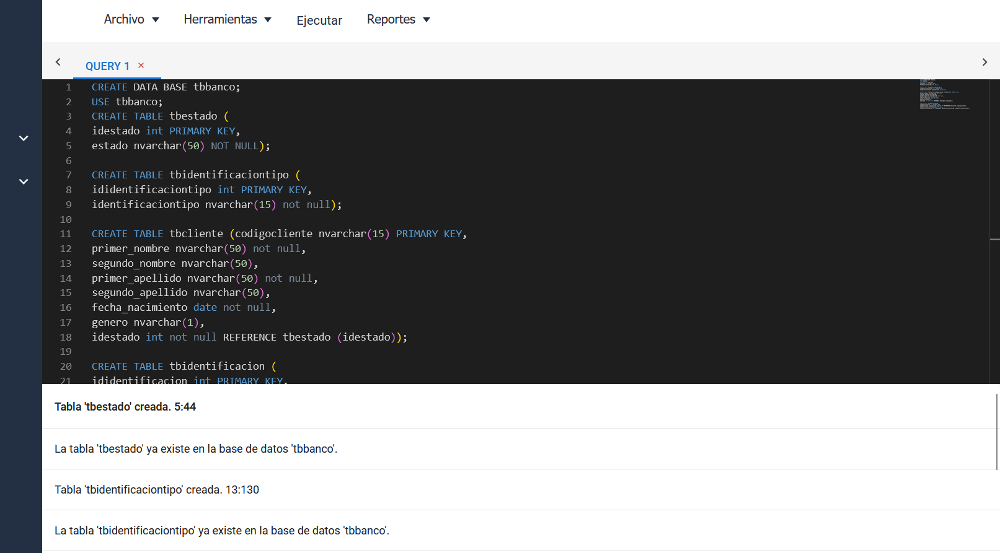 Archivo Herramientas Ejecutar Reportes
QUERY 1
1 CREATE DATA BASE tbbanco;
2 USE tbbanco;
3 CREATE TABLE tbestado (
4 idestado int PRIMARY KEY,
5 estado nvarchar(50) NOT NULL);
6
7 CREATE TABLE tbidentificaciontipo (
8 ididentificaciontipo int PRIMARY KEY,
9 identificaciontipo nvarchar(15) not null);
10
11 CREATE TABLE tbcliente (codigocliente nvarchar(15) PRIMARY KEY,
12 primer_nombre nvarchar(50) not null,
13 segundo_nombre nvarchar(50),
14 primer_apellido nvarchar(50) not null,
15 segundo_apellido nvarchar(50),
16 fecha_nacimiento date not null,
17 genero nvarchar(1),
18 idestado int not null REFERENCE tbestado (idestado));
19
20 CREATE TABLE tbidentificacion (
21 ididentificacion int PRIMARY KEY,
Tabla 'tbestado' creada. 5:44
La tabla 'tbestado' ya existe en la base de datos 'tbbanco'.
Tabla 'tbidentificaciontipo' creada. 13:130
La tabla 'tbidentificaciontipo' ya existe en la base de datos 'tbbanco'.